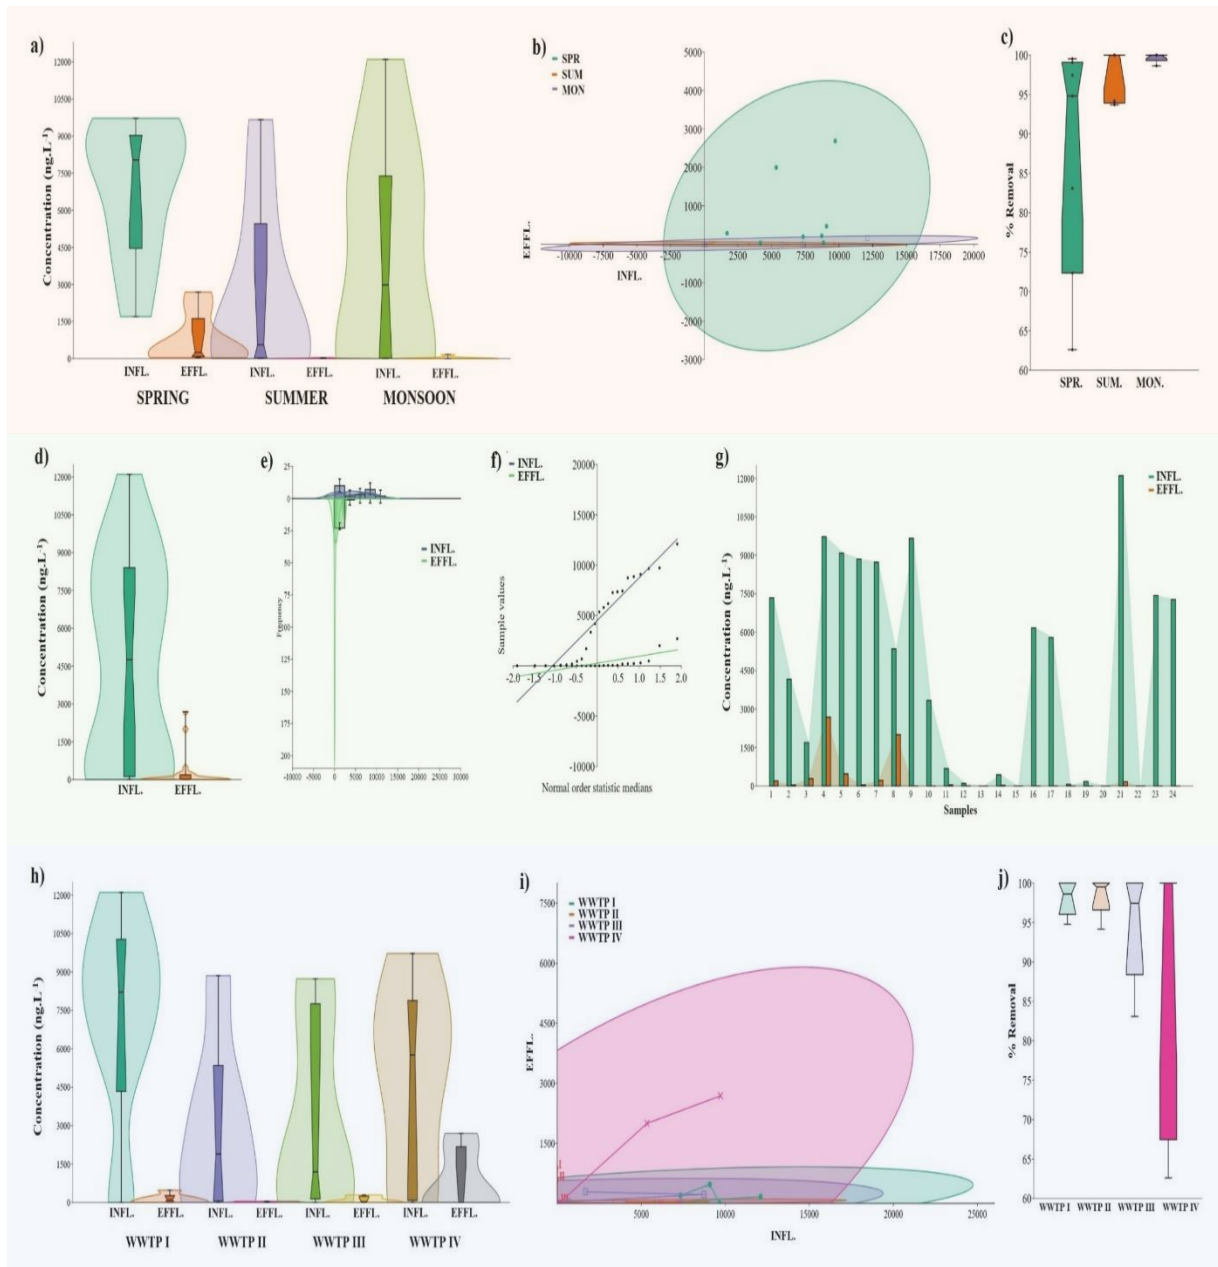 a)
Concentration (ng.L⁻¹)
12000
10500
9000
7500
6000
4500
3000
1500
0
INFL. EFFL. INFL. EFFL. INFL. EFFL.
SPRING SUMMER MONSOON
b)
SPR
SUM
MON
EFFL.
5000
4000
3000
2000
1000
-1000
-2000
-3000
-10000 -7500 -5000 -2500 2500 5000 7500 10000 12500 15000 17500 20000
INFL.
c)
% Removal
100
95
90
85
80
75
70
65
60
SPR. SUM. MON.
d)
Concentration (ng.L⁻¹)
12000
10500
9000
7500
6000
4500
3000
1500
0
INFL. EFFL.
e)
Frequency
25
0
25
50
75
100
125
150
175
200
INFL.
EFFL.
-10000 -5000 0 5000 10000 15000 20000 25000 30000
f)
INFL.
EFFL.
Sample values
20000
15000
10000
5000
-5000
-10000
-2.0 -1.5 -1.0 -0.5 0.5 1.0 1.5 2.0
Normal order statistic medians
g)
Concentration (ng.L⁻¹)
INFL.
EFFL.
12000
10500
9000
7500
6000
4500
3000
1500
0
1 2 3 4 5 6 7 8 9 10 11 12 13 14 15 16 17 18 19 20 21 22 23 24
Samples
h)
Concentration (ng.L⁻¹)
12000
10500
9000
7500
6000
4500
3000
1500
0
INFL. EFFL. INFL. EFFL. INFL. EFFL. INFL. EFFL.
WWTP I WWTP II WWTP III WWTP IV
i)
WWTP I
WWTP II
WWTP III
WWTP IV
EFFL.
7500
6000
4500
3000
1500
5000 10000 15000 20000 25000
INFL.
j)
% Removal
100
95
90
85
80
75
70
65
60
WWTP I WWTP II WWTP III WWTP IV